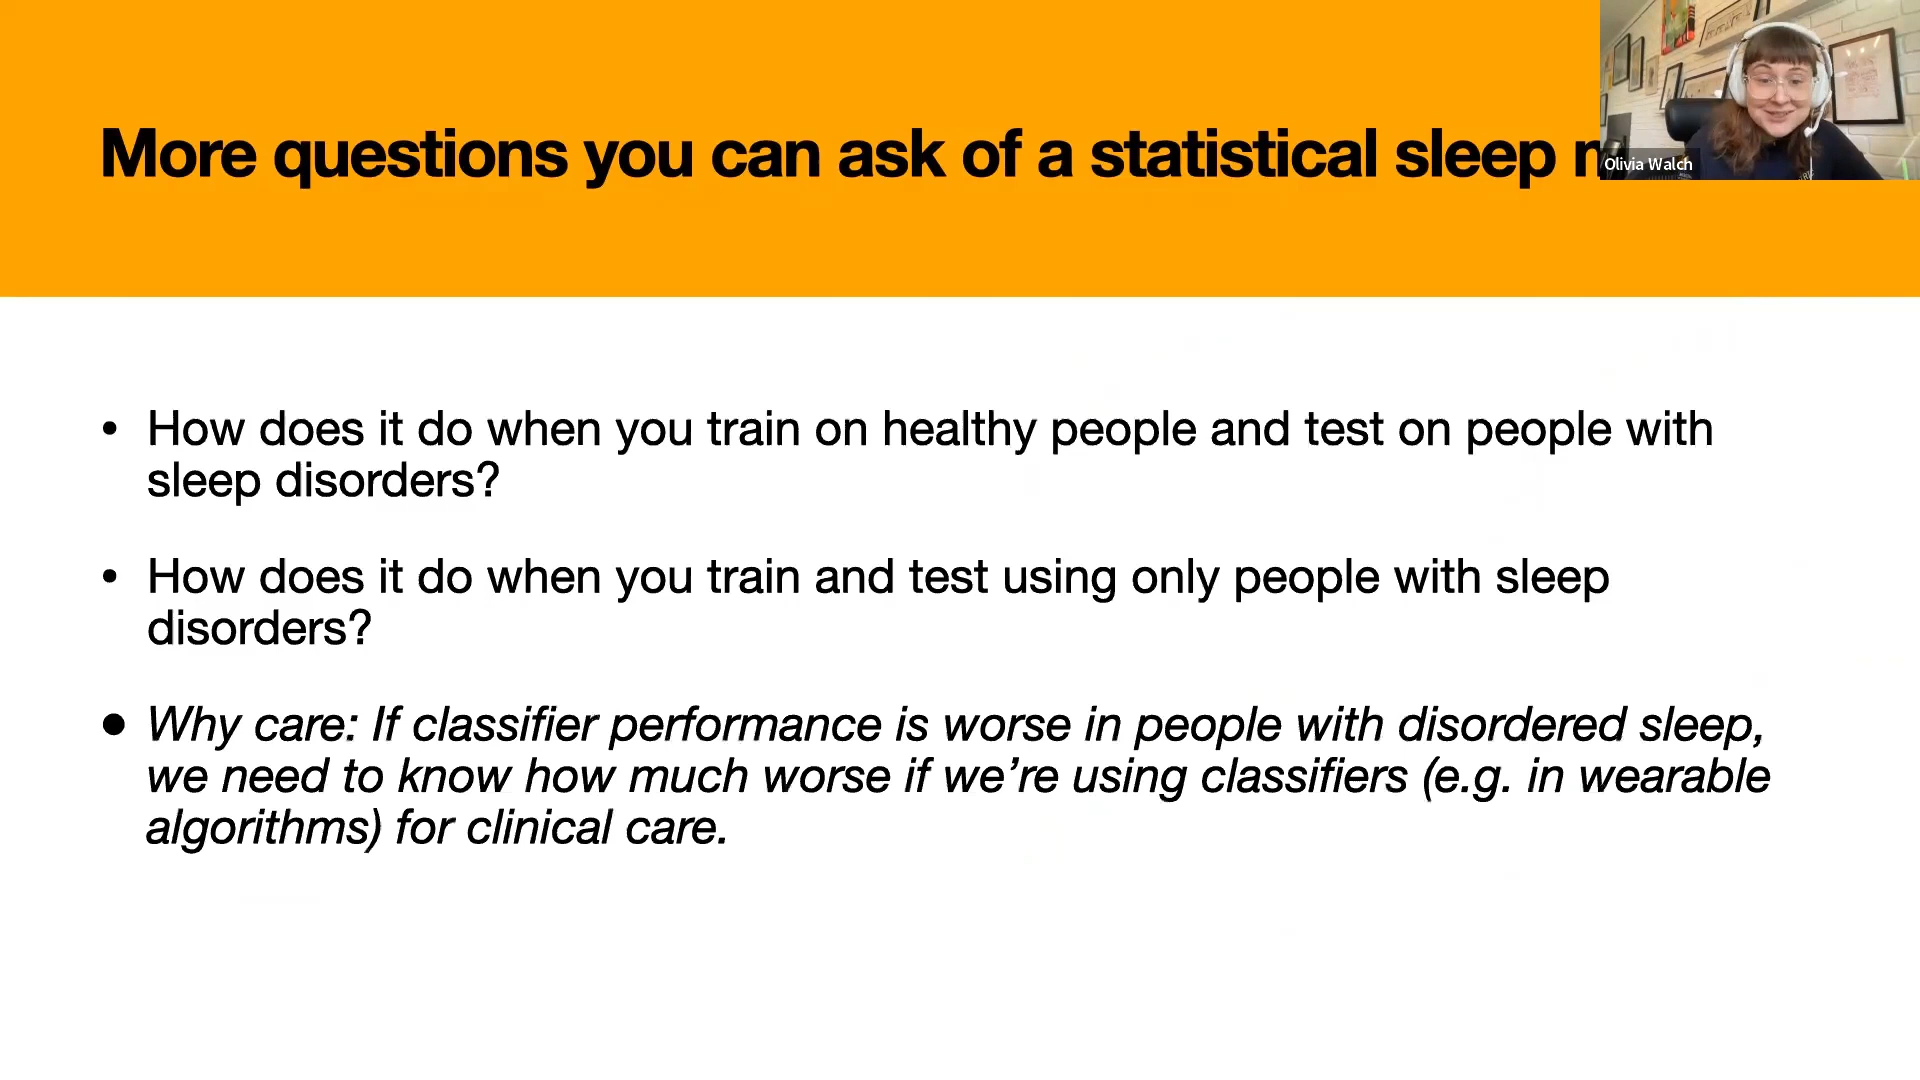 More questions you can ask of a statistical sleep
Olivia Walch
• How does it do when you train on healthy people and test on people with
sleep disorders?
• How does it do when you train and test using only people with sleep
disorders?
• Why care: If classifier performance is worse in people with disordered sleep,
we need to know how much worse if we’re using classifiers (e.g. in wearable
algorithms) for clinical care.